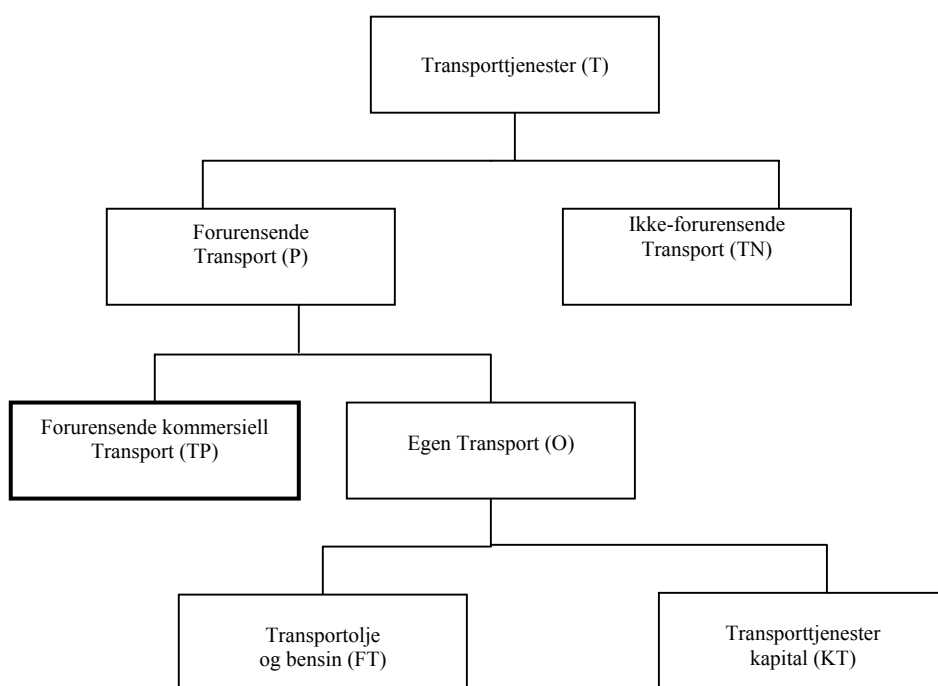 Transporttjenester (T)
Forurensende
Transport (P)
Ikke-forurensende
Transport (TN)
Forurensende kommersiell
Transport (TP)
Egen Transport (O)
Transportolje
og bensin (FT)
Transporttjenester
kapital (KT)